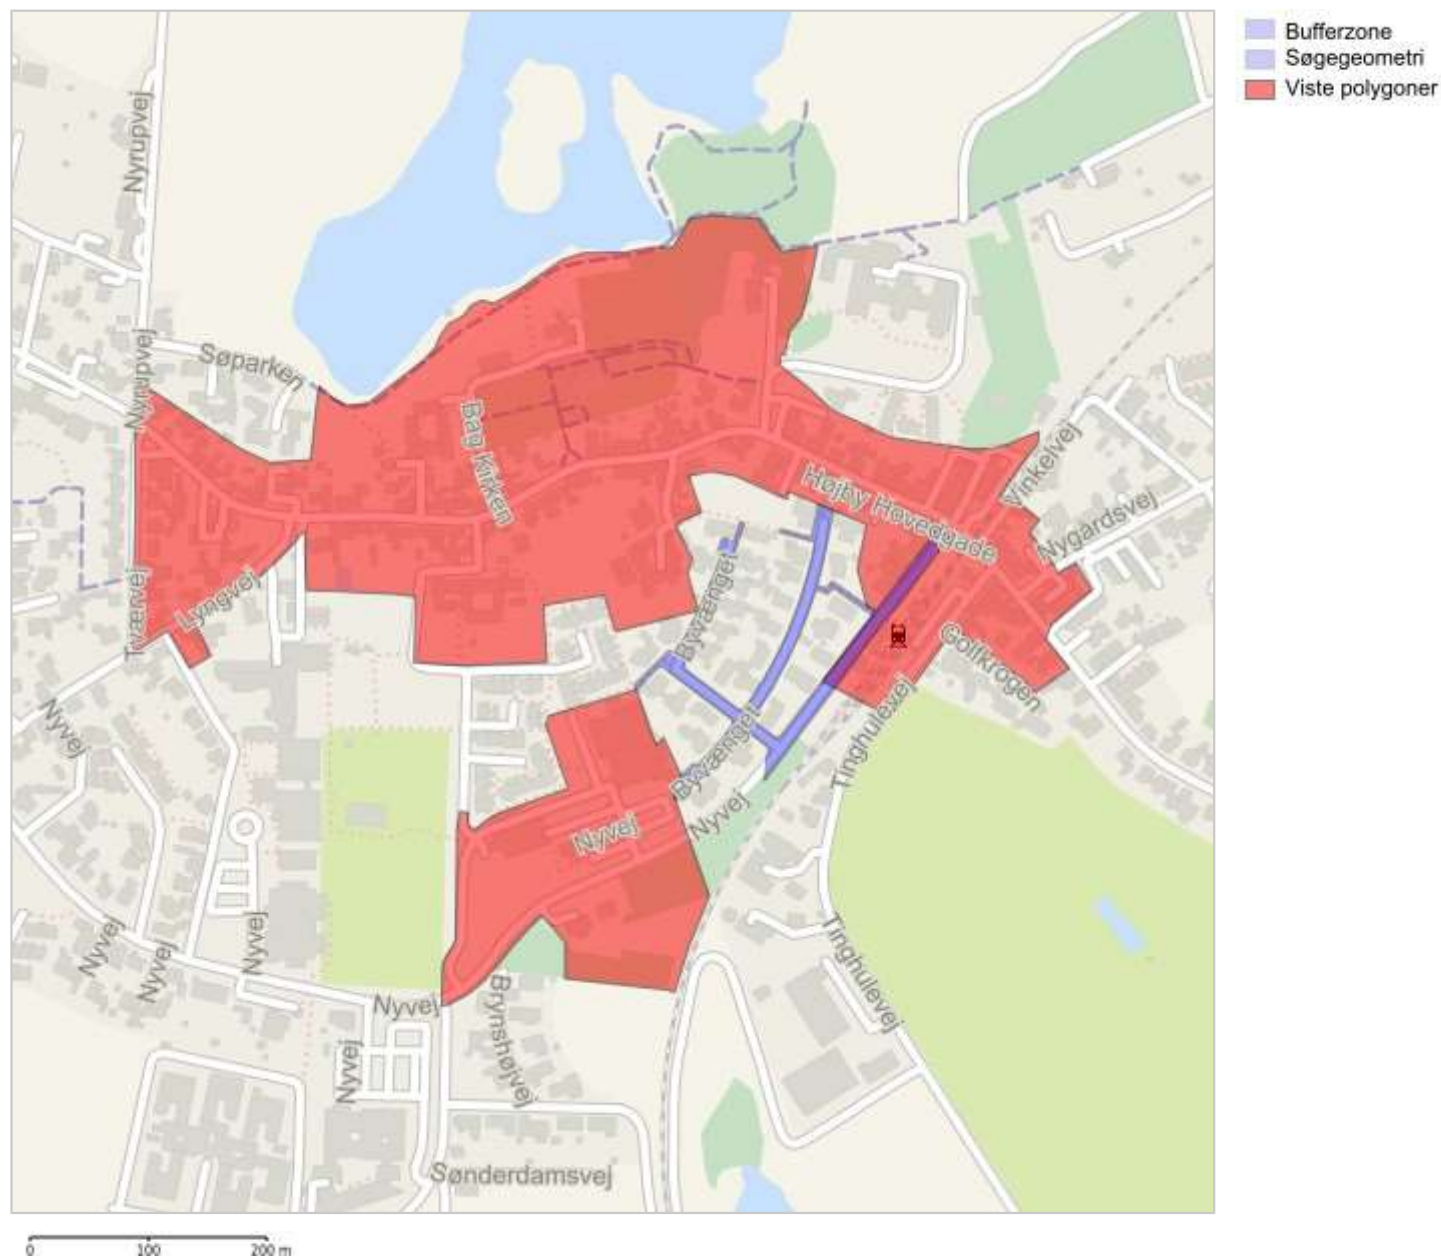 Bufferzone
Søgegeometri
Viste polygoner
Nyrupvej
Nyrupvej
Søparken
Bag Kirken
Højby Hovedgade
Vinkelvej
Nygårdsvej
Tværvej
Lyngvej
Byvænget
Golfkrogen
Tinghulevej
Nyvej
Byvænget
Nyvej
Nyvej
Nyvej
Nyvej
Nyvej
Tinghulevej
Nyvej
Brynshøjvej
Nyvej
Sønderdamsvej
0 100 200 m